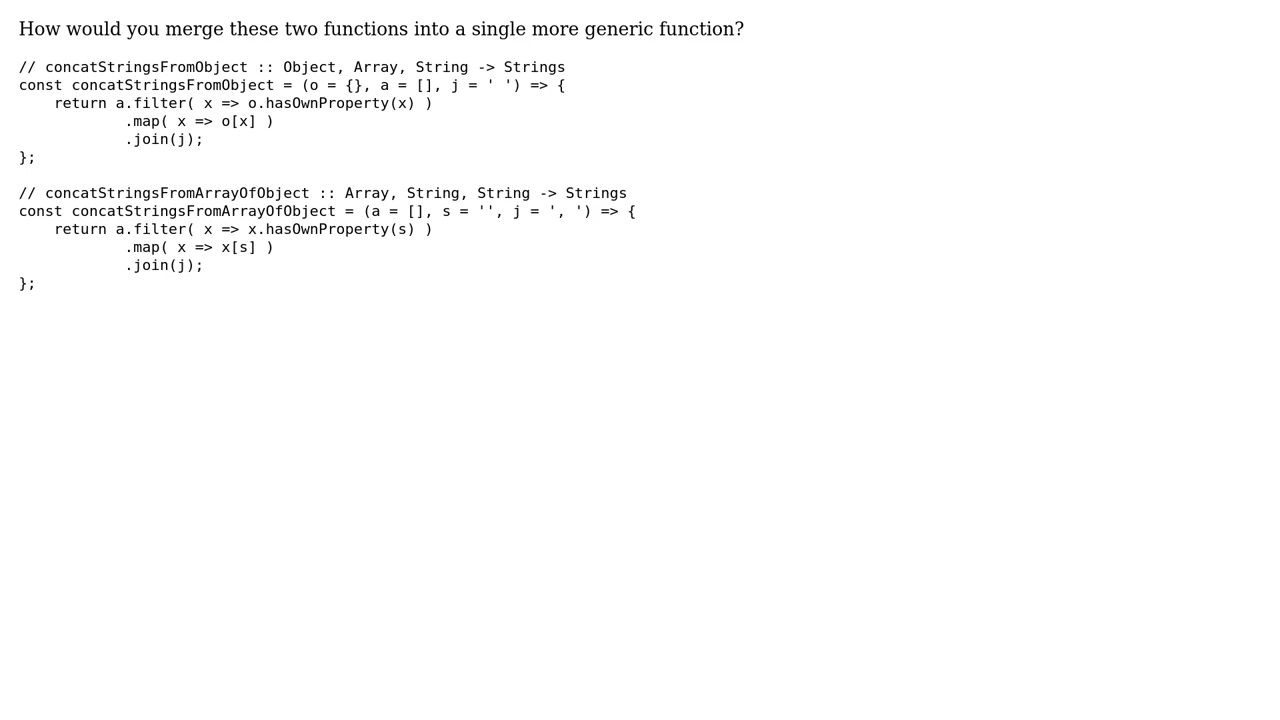 How would you merge these two functions into a single more generic function?
// concatStringsFromObject :: Object, Array, String -> Strings
const concatStringsFromObject = (o = {}, a = [], j = ' ') => {
    return a.filter( x => o.hasOwnProperty(x) )
            .map( x => o[x] )
            .join(j);
};
// concatStringsFromArrayOfObject :: Array, String, String -> Strings
const concatStringsFromArrayOfObject = (a = [], s = '', j = ', ') => {
    return a.filter( x => x.hasOwnProperty(s) )
            .map( x => x[s] )
            .join(j);
};